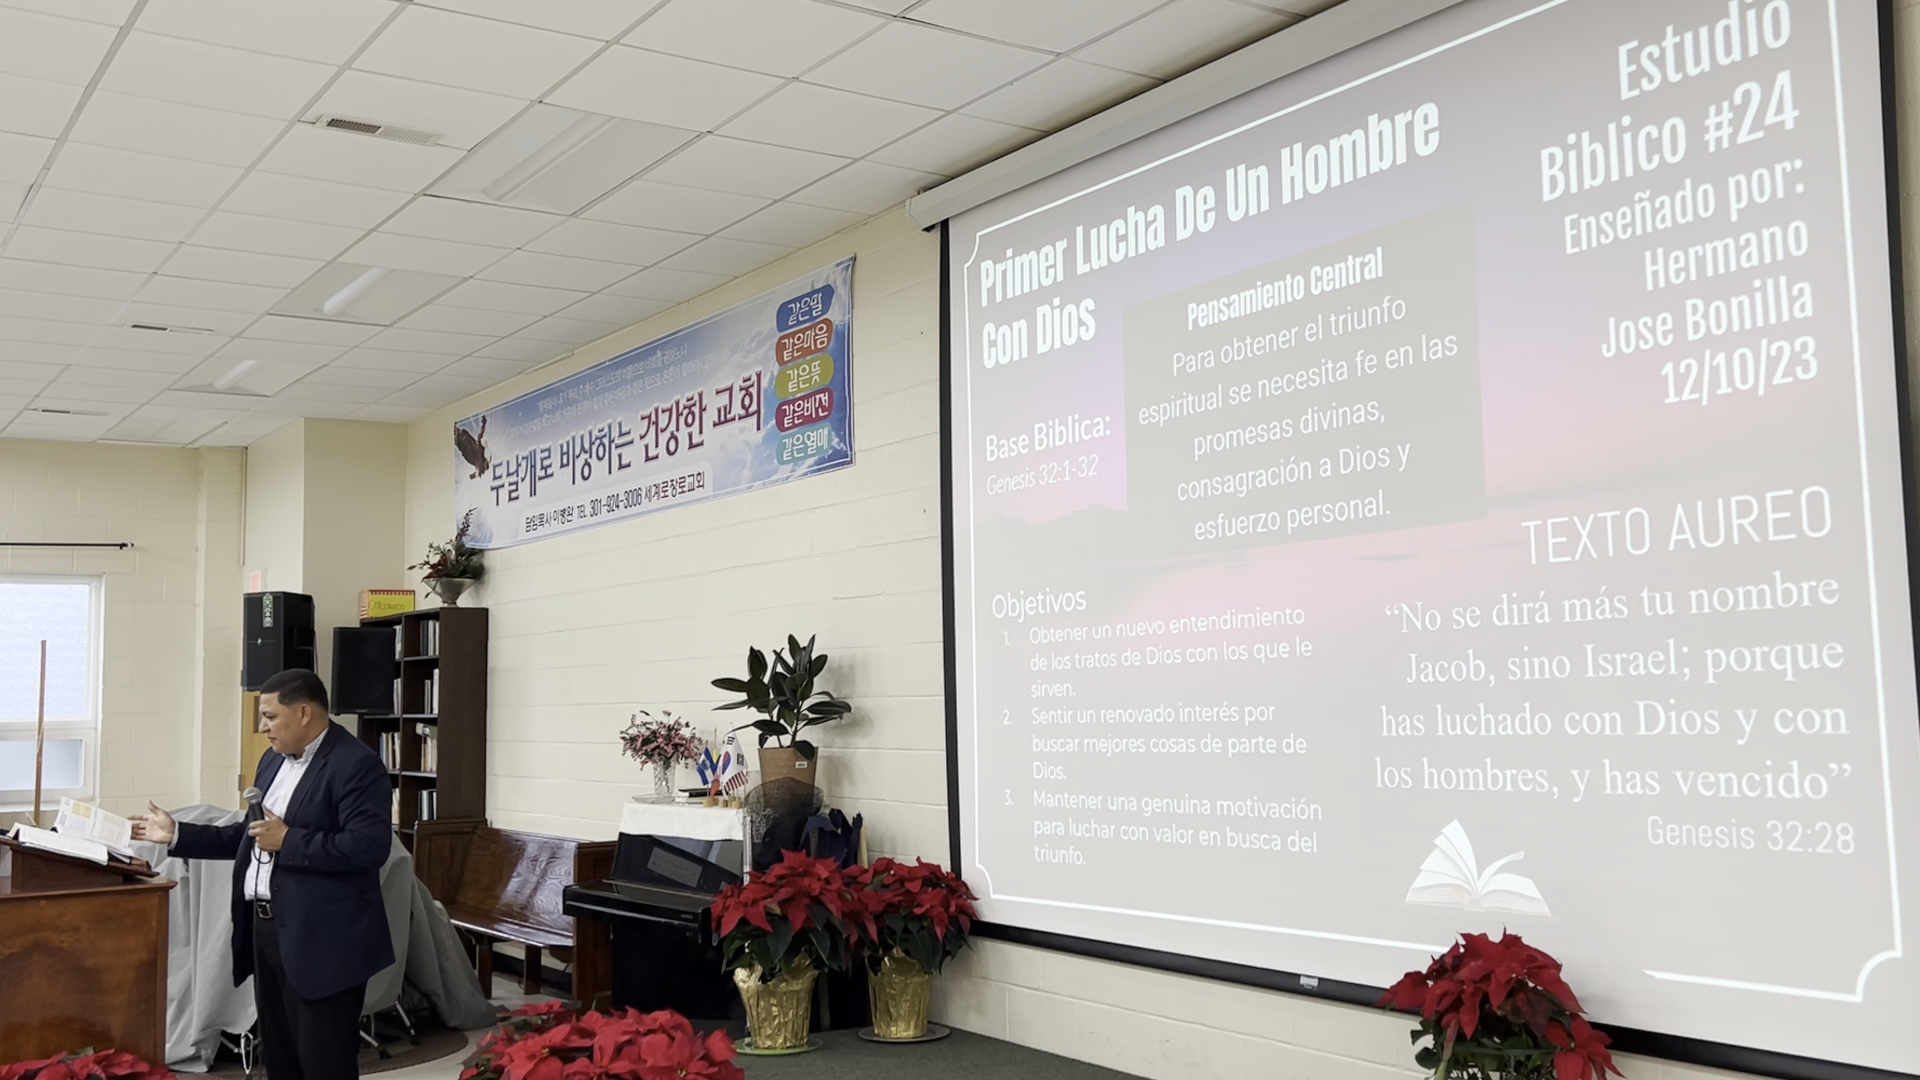 Primer Lucha De Un Hombre
Con Dios
Base Biblica:
Genesis 32:1-32
Pensamiento Central
Para obtener el triunfo
espiritual se necesita fe en las
promesas divinas,
consagración a Dios y
esfuerzo personal.
Estudio
Biblico #24
Enseñado por:
Hermano
Jose Bonilla
12/10/23
Objetivos
1. Obtener un nuevo entendimiento
de los tratos de Dios con los que le
sirven.
2. Sentir un renovado interés por
buscar mejores cosas de parte de
Dios.
3. Mantener una genuina motivación
para luchar con valor en busca del
triunfo.
TEXTO AUREO
“No se dirá más tu nombre
Jacob, sino Israel; porque
has luchado con Dios y con
los hombres, y has vencido”
Genesis 32:28
두날개로 비상하는 건강한 교회
담임목사 이병완 TEL 301-924-3006 세계로장로교회
같은말
같은마음
같은뜻
같은비전
같은열매